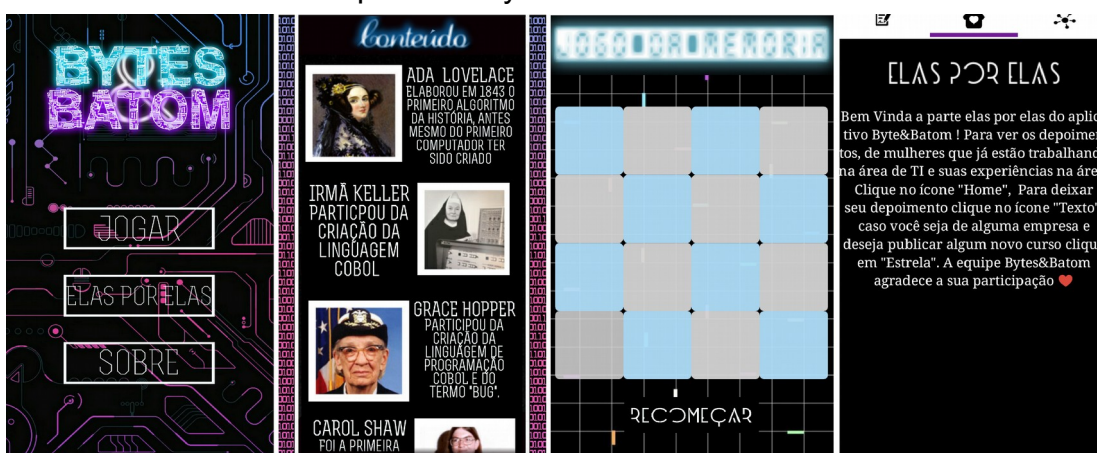 BYTES
&
BATOM
JOGAR
ELAS POR ELAS
SOBRE
Conteúdo
ADA LOVELACE
ELABOROU EM 1843 O
PRIMEIRO ALGORITMO
DA HISTÓRIA, ANTES
MESMO DO PRIMEIRO
COMPUTADOR TER
SIDO CRIADO
IRMÃ KELLER
PARTICPOU DA
CRIAÇÃO DA
LINGUAGEM
COBOL
GRACE HOPPER
PARTICIPOU DA
CRIAÇÃO DA
LINGUAGEM DE
PROGRAMAÇÃO
COBOL E DO
TERMO "BUG".
CAROL SHAW
FOI A PRIMEIRA
JOGO DA MEMORIA
RECOMEÇAR
ELAS POR ELAS
Bem Vinda a parte elas por elas do aplic
tivo Byte&Batom ! Para ver os depoime
tos, de mulheres que já estão trabalhand
na área de TI e suas experiências na áre
Clique no ícone "Home", Para deixar
seu depoimento clique no ícone "Texto"
caso você seja de alguma empresa e
deseja publicar algum novo curso cliqu
em "Estrela". A equipe Bytes&Batom
agradece a sua participação ❤️